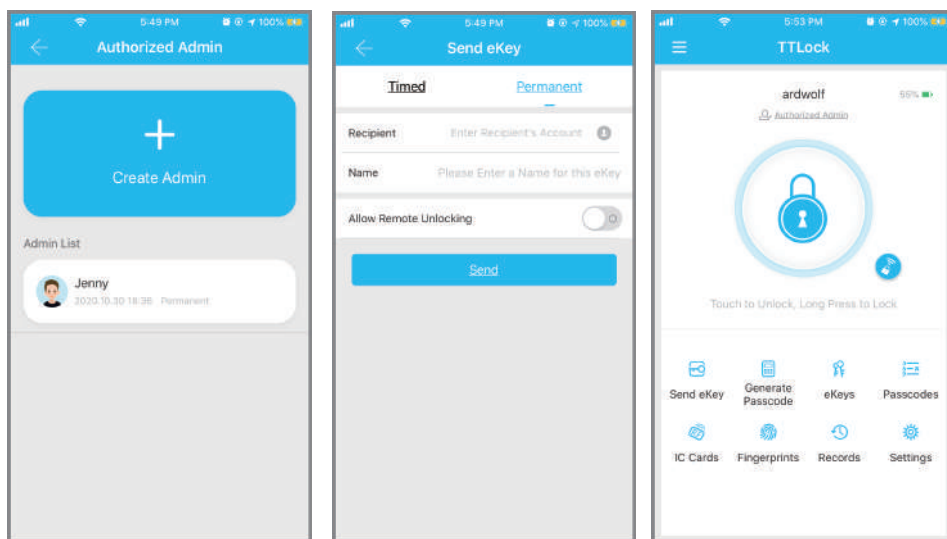 5:49 PM
100%
Authorized Admin
Create Admin
Admin List
Jenny
2020.10.30 18:36 Permanent
5:49 PM
100%
Send eKey
Timed
Permanent
Recipient
Enter Recipient's Account
Name
Please Enter a Name for this eKey
Allow Remote Unlocking
Send
5:53 PM
100%
TTLock
ardwolf
55%
Authorized Admin
Touch to Unlock, Long Press to Lock
Send eKey
Generate
Passcode
eKeys
Passcodes
IC Cards
Fingerprints
Records
Settings